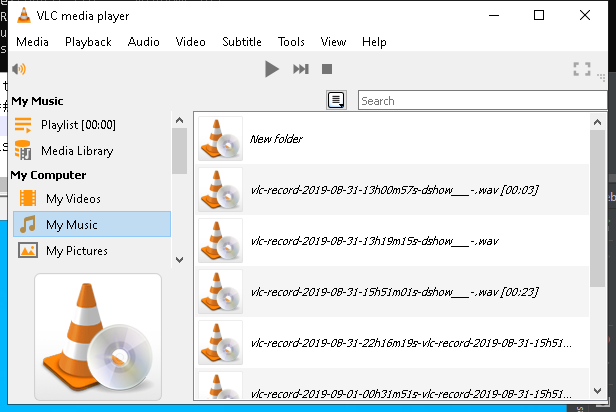 VLC media player
Media Playback Audio Video Subtitle Tools View Help
My Music
Search
Playlist [00:00]
Media Library
My Computer
My Videos
My Music
My Pictures
New folder
vlc-record-2019-08-31-13h00m57s-dshow___-.wav [00:03]
vlc-record-2019-08-31-13h19m15s-dshow___-.wav
vlc-record-2019-08-31-15h51m01s-dshow___-.wav [00:23]
vlc-record-2019-08-31-22h16m19s-vlc-record-2019-08-31-15h51...
vlc-record-2019-09-01-00h31m51s-vlc-record-2019-08-31-15h51...